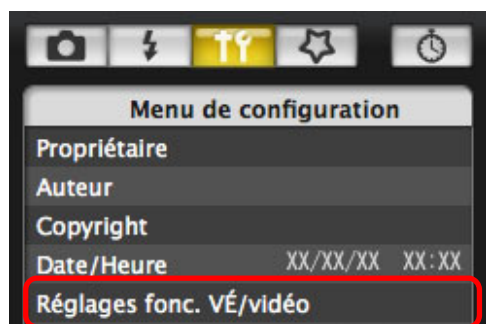 Menu de configuration
Propriétaire
Auteur
Copyright
Date/Heure XX/XX/XX XX:XX
Réglages fonc. VÉ/vidéo